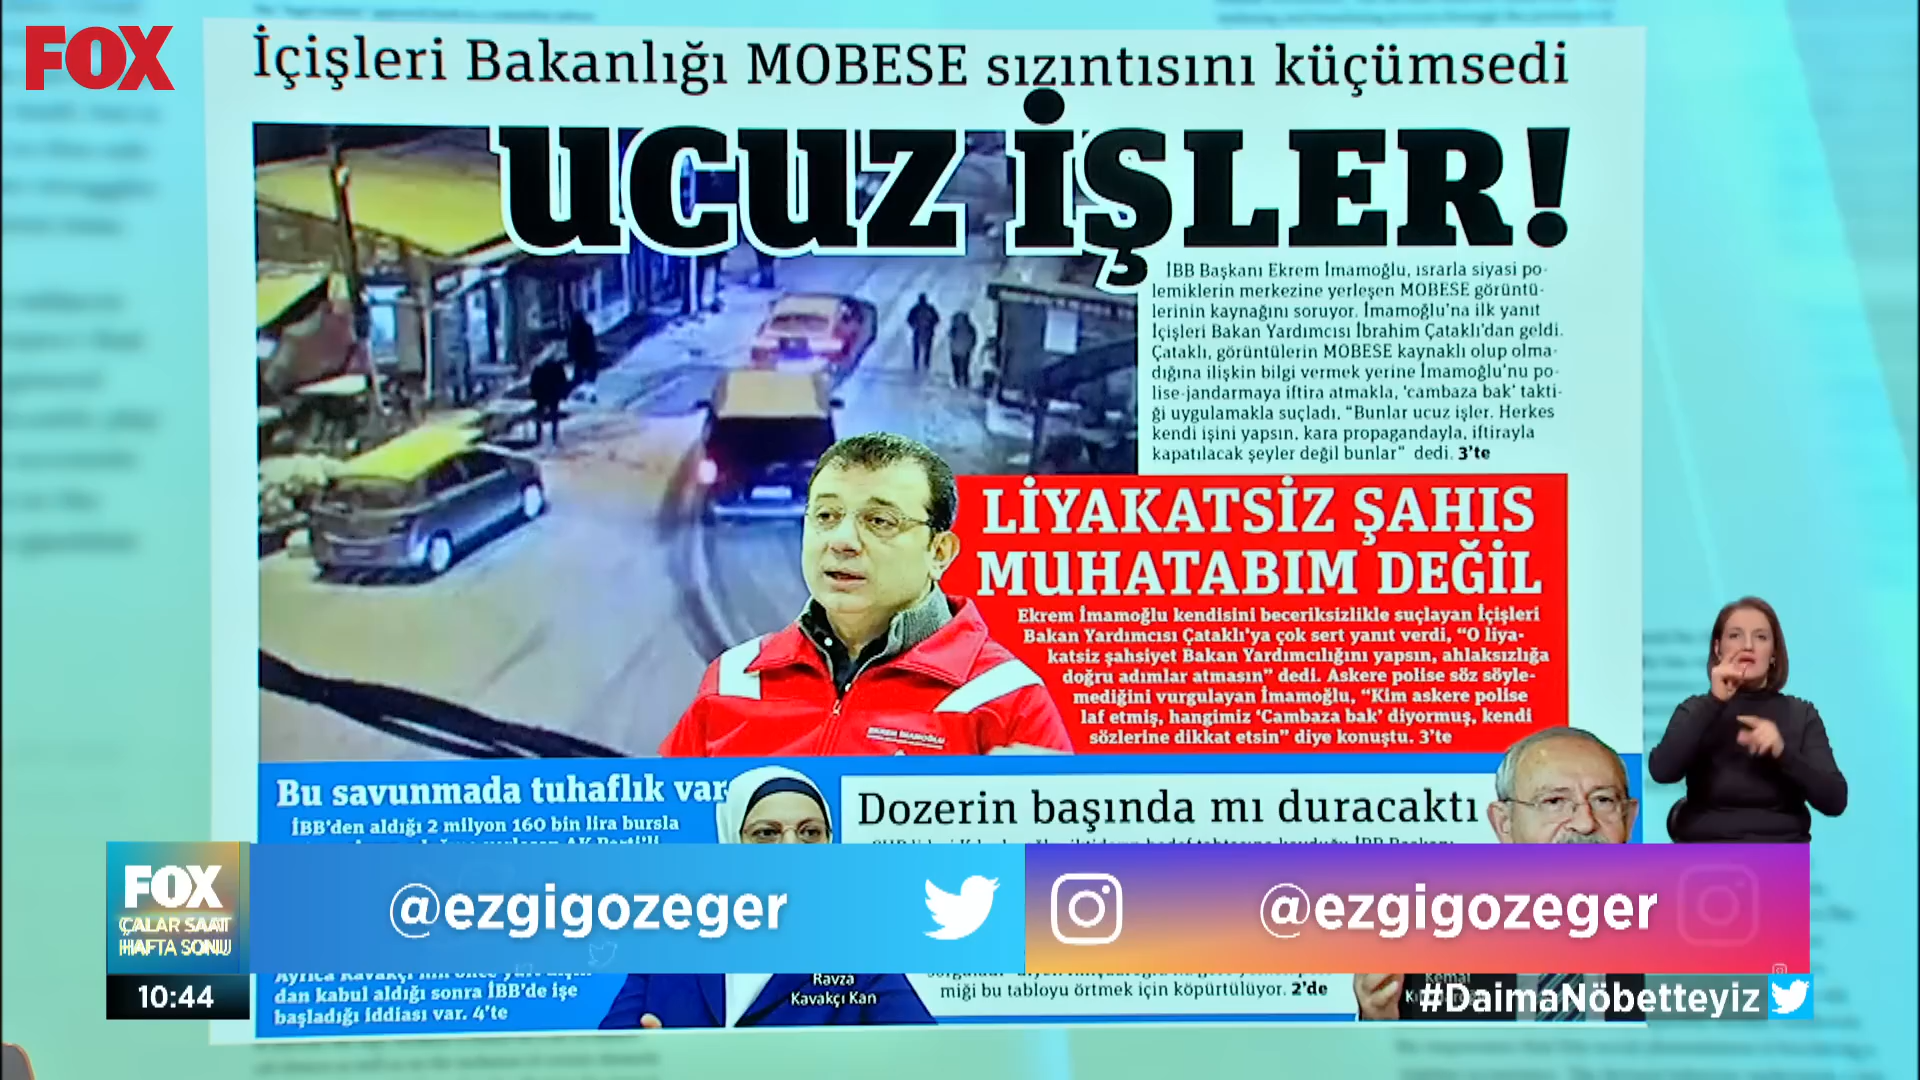 FOX
İçişleri Bakanlığı MOBESE sızıntısını küçümsedi
UCUZ İŞLER!
İBB Başkanı Ekrem İmamoğlu, ısrarla siyasi po-
lemiklerin merkezine yerleşen MOBESE görüntü-
lerinin kaynağını soruyor. İmamoğlu'na ilk yanıt
İçişleri Bakan Yardımcısı İbrahim Çataklı'dan geldi.
Çataklı, görüntülerin MOBESE kaynaklı olup olma-
dığına ilişkin bilgi vermek yerine İmamoğlu'nu po-
lise-jandarmaya iftira atmakla, 'cambaza bak' takti-
ği uygulamakla suçladı, "Bunlar ucuz işler. Herkes
kendi işini yapsın, kara propagandayla, iftirayla
kapatılacak şeyler değil bunlar" dedi. 3'te
LİYAKATSİZ ŞAHIS
MUHATABIM DEĞİL
Ekrem İmamoğlu kendisini beceriksizlikle suçlayan İçişleri
Bakan Yardımcısı Çataklı'ya çok sert yanıt verdi, "O liya-
katsiz şahsiyet Bakan Yardımcılığını yapsın, ahlaksızlığa
doğru adımlar atmasın" dedi. Askere polise söz söyle-
mediğini vurgulayan İmamoğlu, "Kim askere polise
laf etmiş, hangimiz 'Cambaza bak' diyormuş, kendi
sözlerine dikkat etsin" diye konuştu. 3'te
EKREM İMAMOĞLU
Bu savunmada tuhaflık var
İBB'den aldığı 2 milyon 160 bin lira bursla
Dozerin başında mı duracaktı
FOX
ÇALAR SAAT
HAFTA SONU
10:44
@ezgigozeger
@ezgigozeger
Ayrıca Kavakçı'nın önce
dan kabul aldığı sonra İBB'de işe
başladığı iddiası var. 4'te
Ravza
Kavakçı Kan
miği bu tabloyu örtmek için köpürtülüyor. 2'de
Kemal
#DaimaNöbetteyiz